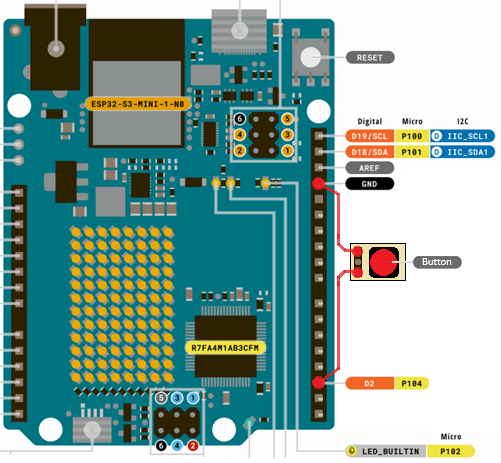 RESET
ESP32-S3-MINI-1-N8
6 5
4 3
2 1
Digital Micro I2C
D19/SCL P100 D IIC_SCL1
D18/SDA P101 D IIC_SDA1
AREF
GND
Button
R7FA4M1AB3CFM
D2 P104
5 3 1
6 4 2
Micro
LED_BUILTIN P102